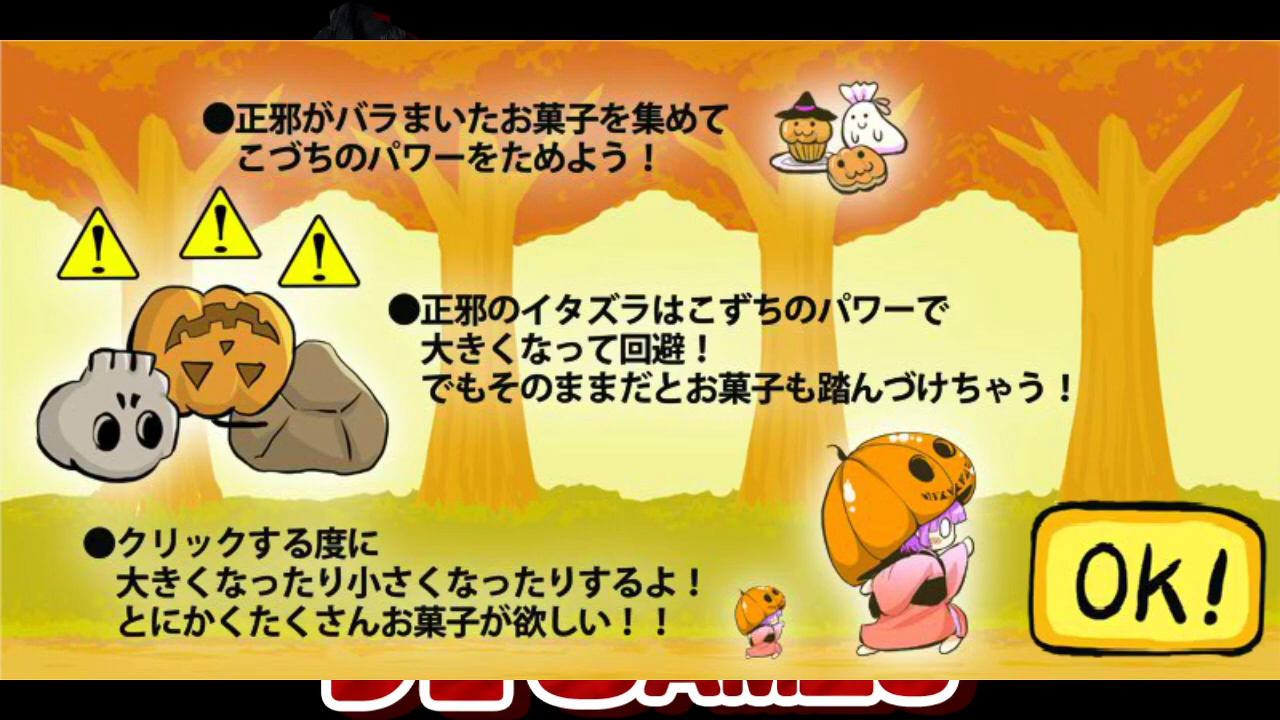 ●正邪がバラまいたお菓子を集めて
こづちのパワーをためよう！
●正邪のイタズラはこずちのパワーで
大きくなって回避！
でもそのままだとお菓子も踏んづけちゃう！
●クリックする度に
大きくなったり小さくなったりするよ！
とにかくたくさんお菓子が欲しい！！
OK!